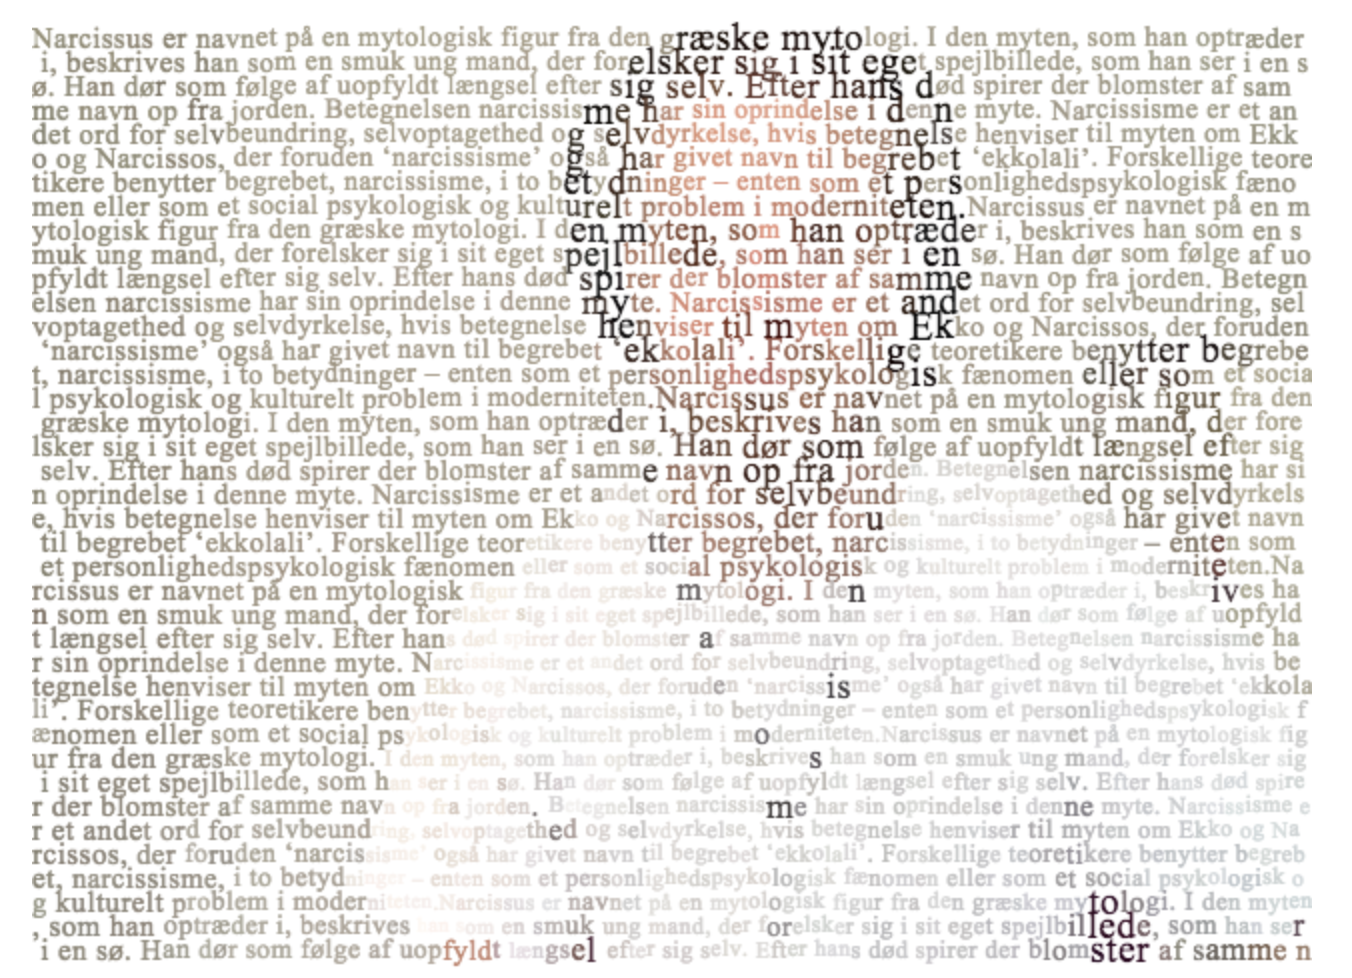 Narcissus er navnet på en mytologisk figur fra den græske mytologi. I den myten, som han optræder
i, beskrives han som en smuk ung mand, der forelsker sig i sit eget spejlbillede, som han ser i en s
ø. Han dør som følge af uopfyldt længsel efter sig selv. Efter hans død spirer der blomster af sam
me navn op fra jorden. Betegnelsen narcissisme har sin oprindelse i denne myte. Narcissisme er et an
det ord for selvbeundring, selvoptagethed og selvdyrkelse, hvis betegnelse henviser til myten om Ekk
o og Narcissos, der foruden ‘narcissisme’ også har givet navn til begrebet ‘ekkolali’. Forskellige teore
tikere benytter begrebet, narcissisme, i to betydninger – enten som et personlighedspsykologisk fæno
men eller som et social psykologisk og kulturelt problem i moderniteten.Narcissus er navnet på en m
ytologisk figur fra den græske mytologi. I den myten, som han optræder i, beskrives han som en s
muk ung mand, der forelsker sig i sit eget spejlbillede, som han ser i en sø. Han dør som følge af uo
pfyldt længsel efter sig selv. Efter hans død spirer der blomster af samme navn op fra jorden. Betegn
elsen narcissisme har sin oprindelse i denne myte. Narcissisme er et andet ord for selvbeundring, sel
voptagethed og selvdyrkelse, hvis betegnelse henviser til myten om Ekko og Narcissos, der foruden
‘narcissisme’ også har givet navn til begrebet ‘ekkolali’. Forskellige teoretikere benytter begrebe
t, narcissisme, i to betydninger – enten som et personlighedspsykologisk fænomen eller som et socia
l psykologisk og kulturelt problem i moderniteten.Narcissus er navnet på en mytologisk figur fra den
græske mytologi. I den myten, som han optræder i, beskrives han som en smuk ung mand, der fore
lsker sig i sit eget spejlbillede, som han ser i en sø. Han dør som følge af uopfyldt længsel efter sig
selv. Efter hans død spirer der blomster af samme navn op fra jorden. Betegnelsen narcissisme har si
n oprindelse i denne myte. Narcissisme er et andet ord for selvbeundring, selvoptagethed og selvdyrkels
e, hvis betegnelse henviser til myten om Ekko og Narcissos, der foruden ‘narcissisme’ også har givet navn
til begrebet ‘ekkolali’. Forskellige teoretikere benytter begrebet, narcissisme, i to betydninger – enten som
et personlighedspsykologisk fænomen eller som et social psykologisk og kulturelt problem i moderniteten.Na
rcissus er navnet på en mytologisk figur fra den græske mytologi. I den myten, som han optræder i, beskrives ha
n som en smuk ung mand, der forelsker sig i sit eget spejlbillede, som han ser i en sø. Han dør som følge af uopfyld
t længsel efter sig selv. Efter hans død spirer der blomster af samme navn op fra jorden. Betegnelsen narcissisme ha
r sin oprindelse i denne myte. Narcissisme er et andet ord for selvbeundring, selvoptagethed og selvdyrkelse, hvis be
tegnelse henviser til myten om Ekko og Narcissos, der foruden ‘narcissisme’ også har givet navn til begrebet ‘ekkola
li’. Forskellige teoretikere benytter begrebet, narcissisme, i to betydninger – enten som et personlighedspsykologisk f
ænomen eller som et social psykologisk og kulturelt problem i moderniteten.Narcissus er navnet på en mytologisk fig
ur fra den græske mytologi. I den myten, som han optræder i, beskrives han som en smuk ung mand, der forelsker sig
i sit eget spejlbillede, som han ser i en sø. Han dør som følge af uopfyldt længsel efter sig selv. Efter hans død spire
r der blomster af samme navn op fra jorden. Betegnelsen narcissisme har sin oprindelse i denne myte. Narcissisme e
r et andet ord for selvbeundring, selvoptagethed og selvdyrkelse, hvis betegnelse henviser til myten om Ekko og Na
rcissos, der foruden ‘narcissisme’ også har givet navn til begrebet ‘ekkolali’. Forskellige teoretikere benytter begreb
et, narcissisme, i to betydninger – enten som et personlighedspsykologisk fænomen eller som et social psykologisk o
g kulturelt problem i moderniteten.Narcissus er navnet på en mytologisk figur fra den græske mytologi. I den myten
, som han optræder i, beskrives han som en smuk ung mand, der forelsker sig i sit eget spejlbillede, som han ser
i en sø. Han dør som følge af uopfyldt længsel efter sig selv. Efter hans død spirer der blomster af samme n